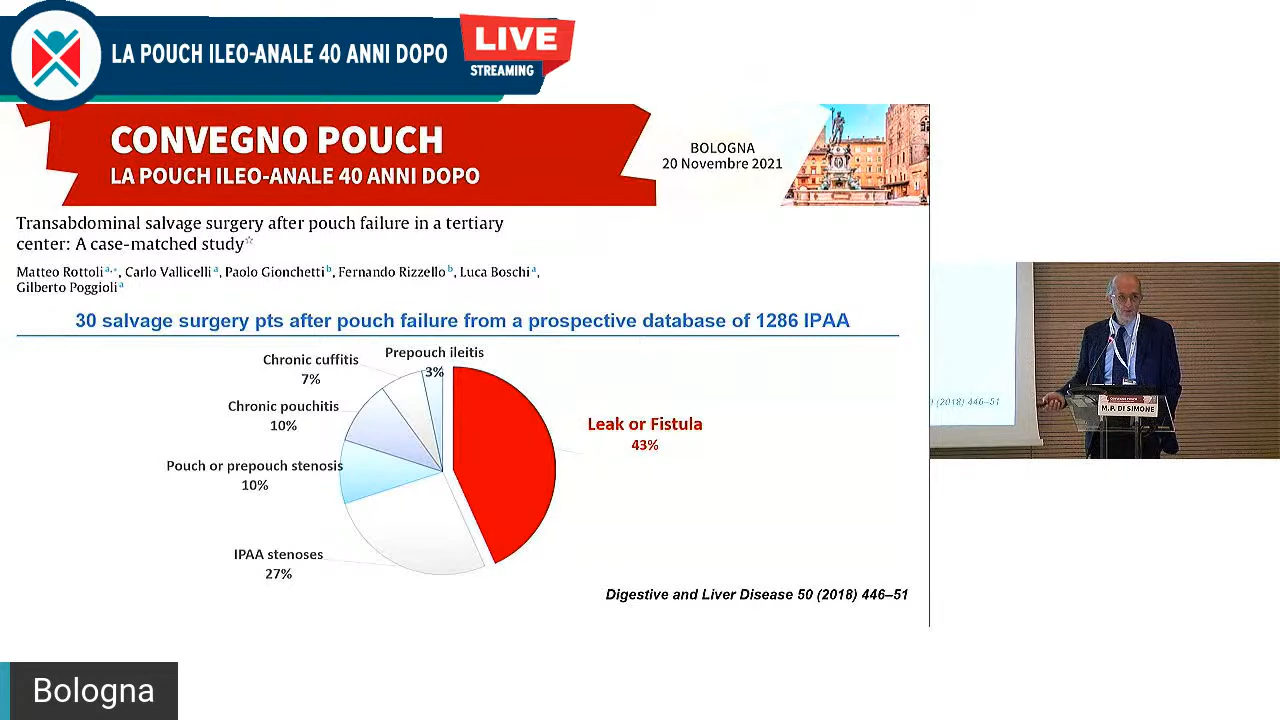 LA POUCH ILEO-ANALE 40 ANNI DOPO
LIVE
STREAMING
CONVEGNO POUCH
LA POUCH ILEO-ANALE 40 ANNI DOPO
BOLOGNA
20 Novembre 2021
Transabdominal salvage surgery after pouch failure in a tertiary
center: A case-matched study☆
Matteo Rottoli a,*, Carlo Vallicelli a, Paolo Gionchetti b, Fernando Rizzello b, Luca Boschi a,
Gilberto Poggioli a
30 salvage surgery pts after pouch failure from a prospective database of 1286 IPAA
Prepouch ileitis
3%
Chronic cuffitis
7%
Chronic pouchitis
10%
Pouch or prepouch stenosis
10%
IPAA stenoses
27%
Leak or Fistula
43%
Digestive and Liver Disease 50 (2018) 446–51
(2018) 446–51
M.P. DI SIMONE
Bologna